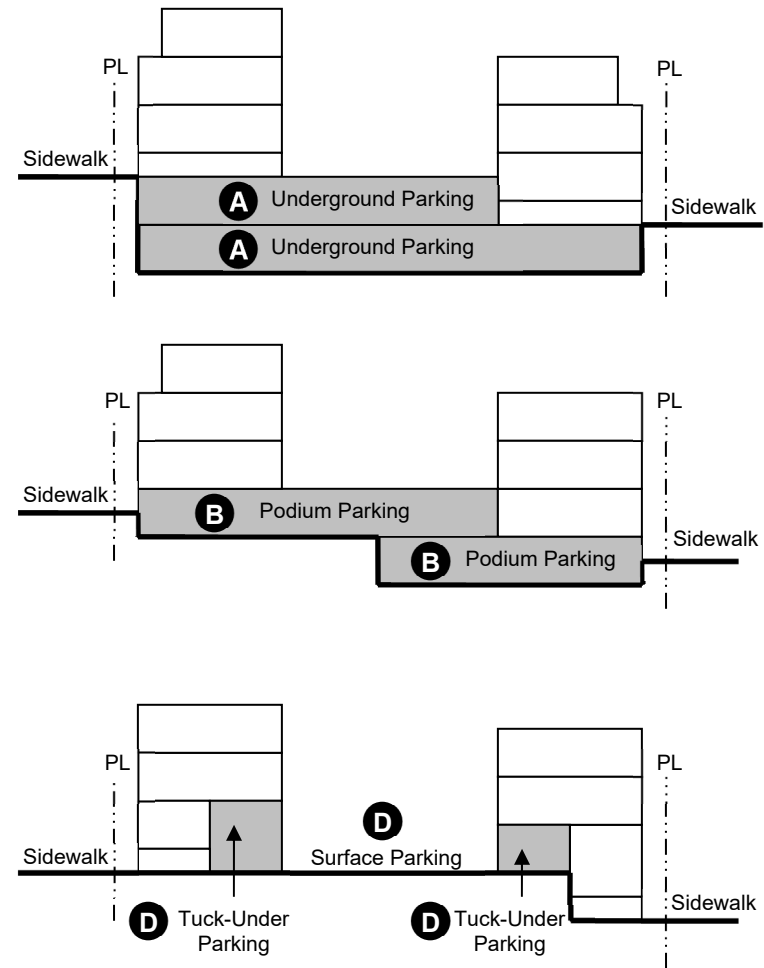 PL
PL
Sidewalk
A Underground Parking
Sidewalk
A Underground Parking
PL
PL
Sidewalk
B Podium Parking
Sidewalk
B Podium Parking
PL
PL
D
Sidewalk
Surface Parking
Sidewalk
D Tuck-Under
Parking
D Tuck-Under
Parking